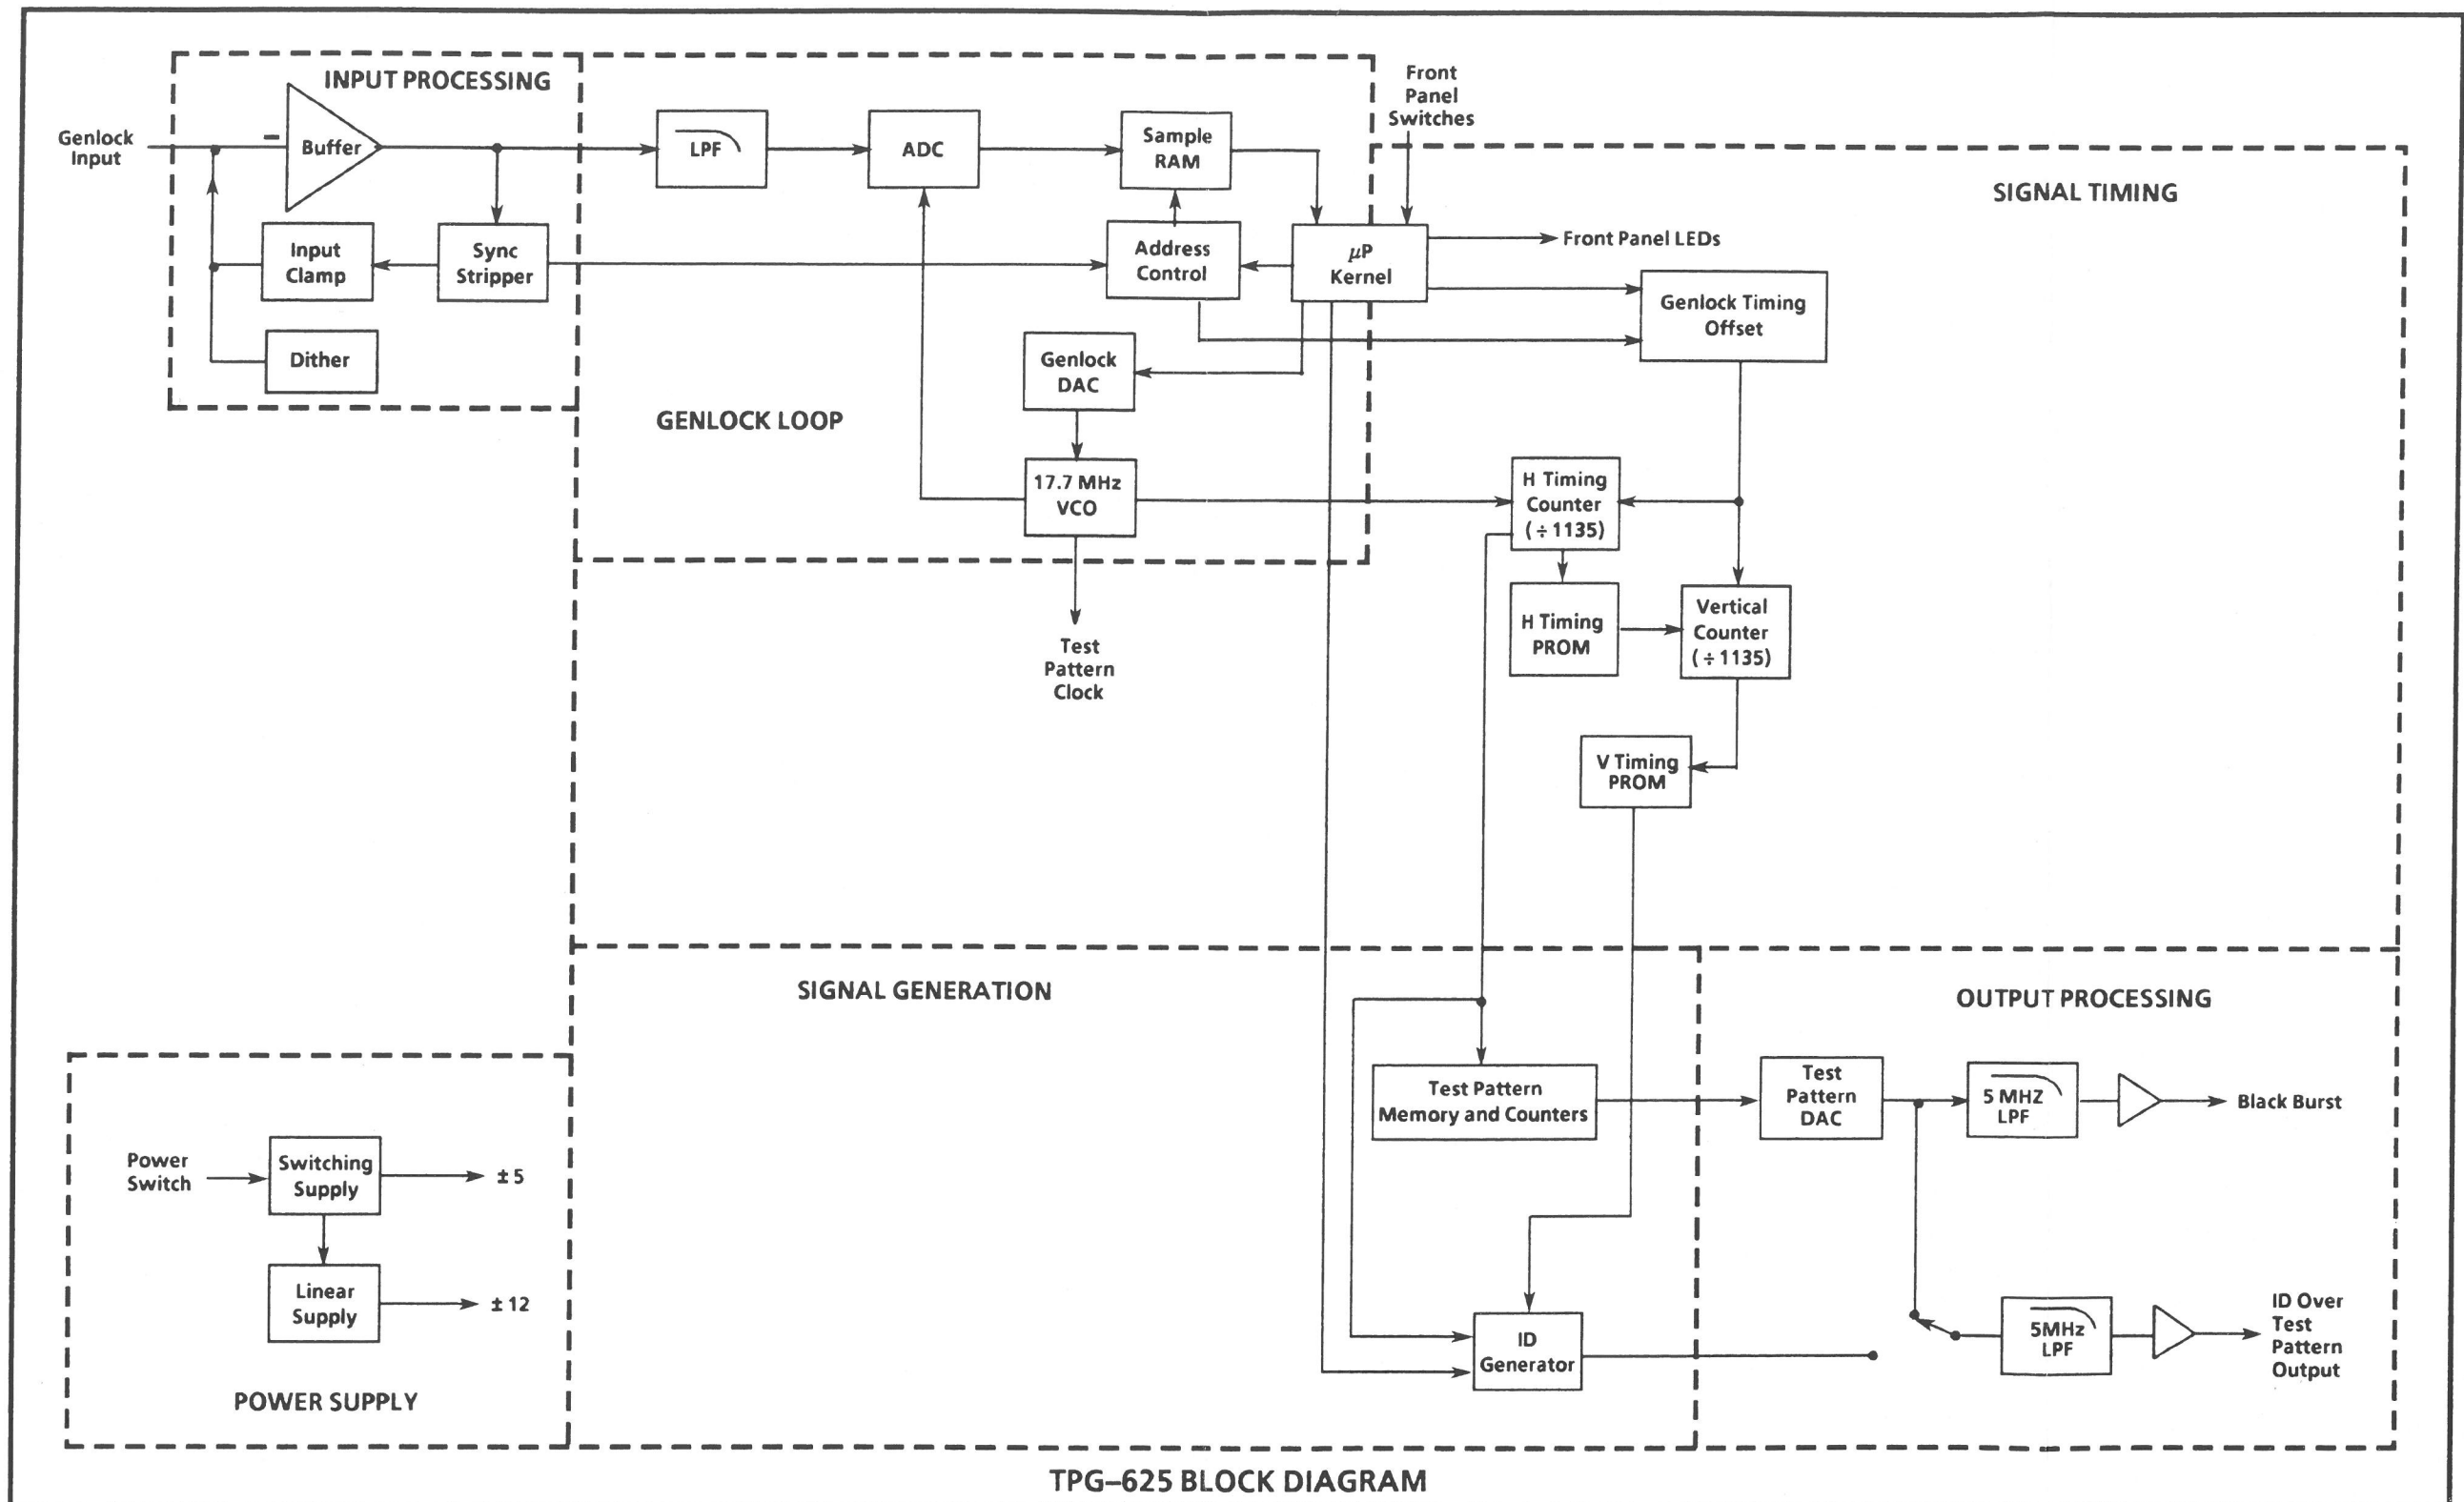 INPUT PROCESSING
Genlock
Input
–
Buffer
Input
Clamp
Sync
Stripper
Dither
LPF
ADC
Sample
RAM
Address
Control
μP
Kernel
Genlock
DAC
GENLOCK LOOP
17.7 MHz
VCO
Test
Pattern
Clock
Front
Panel
Switches
SIGNAL TIMING
Front Panel LEDs
Genlock Timing
Offset
H Timing
Counter
(÷1135)
H Timing
PROM
Vertical
Counter
(÷1135)
V Timing
PROM
SIGNAL GENERATION
Test Pattern
Memory and Counters
ID
Generator
OUTPUT PROCESSING
Test
Pattern
DAC
5 MHZ
LPF
Black Burst
5MHz
LPF
ID Over
Test
Pattern
Output
Power
Switch
Switching
Supply
±5
Linear
Supply
±12
POWER SUPPLY
TPG–625 BLOCK DIAGRAM